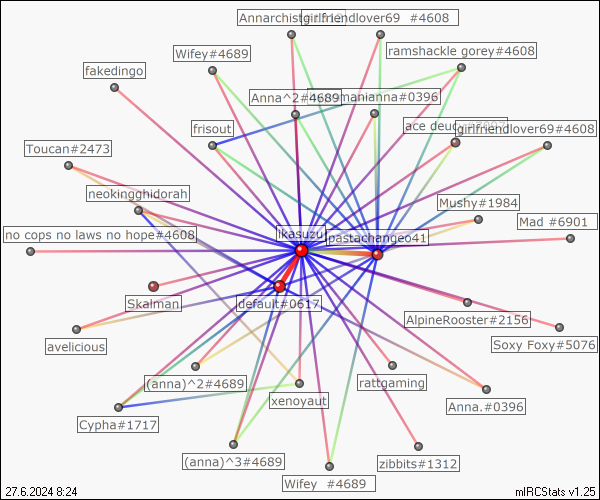 Annarchist
girlfriendlover69 #4608
Wifey#4689
ramshackle gorey#4608
fakedingo
Anna^2#4689
manianna#0396
frisout
ace
girlfriendlover69#4608
Toucan#2473
neokingghidorah
Mushy#1984
Mad #6901
no cops no laws no hope#4608
ikasuzu
pastachangeo41
Skalman
default#0617
AlpineRooster#2156
avelicious
Soxy Foxy#5076
(anna)^2#4689
rattgaming
xenoyaut
Anna.#0396
Cypha#1717
(anna)^3#4689
zibbits#1312
Wifey #4689
27.6.2024 8:24
mIRCStats v1.25